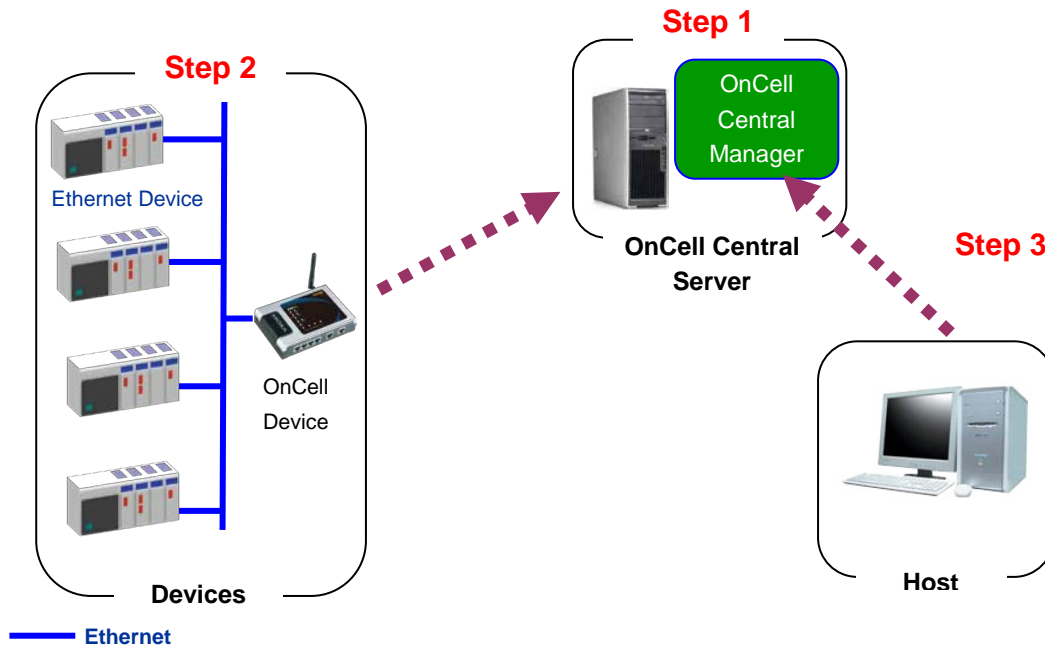 Step 1
Step 2
OnCell
Central
Manager
Ethernet Device
OnCell Central
Server
Step 3
OnCell
Device
Devices
Host
Ethernet